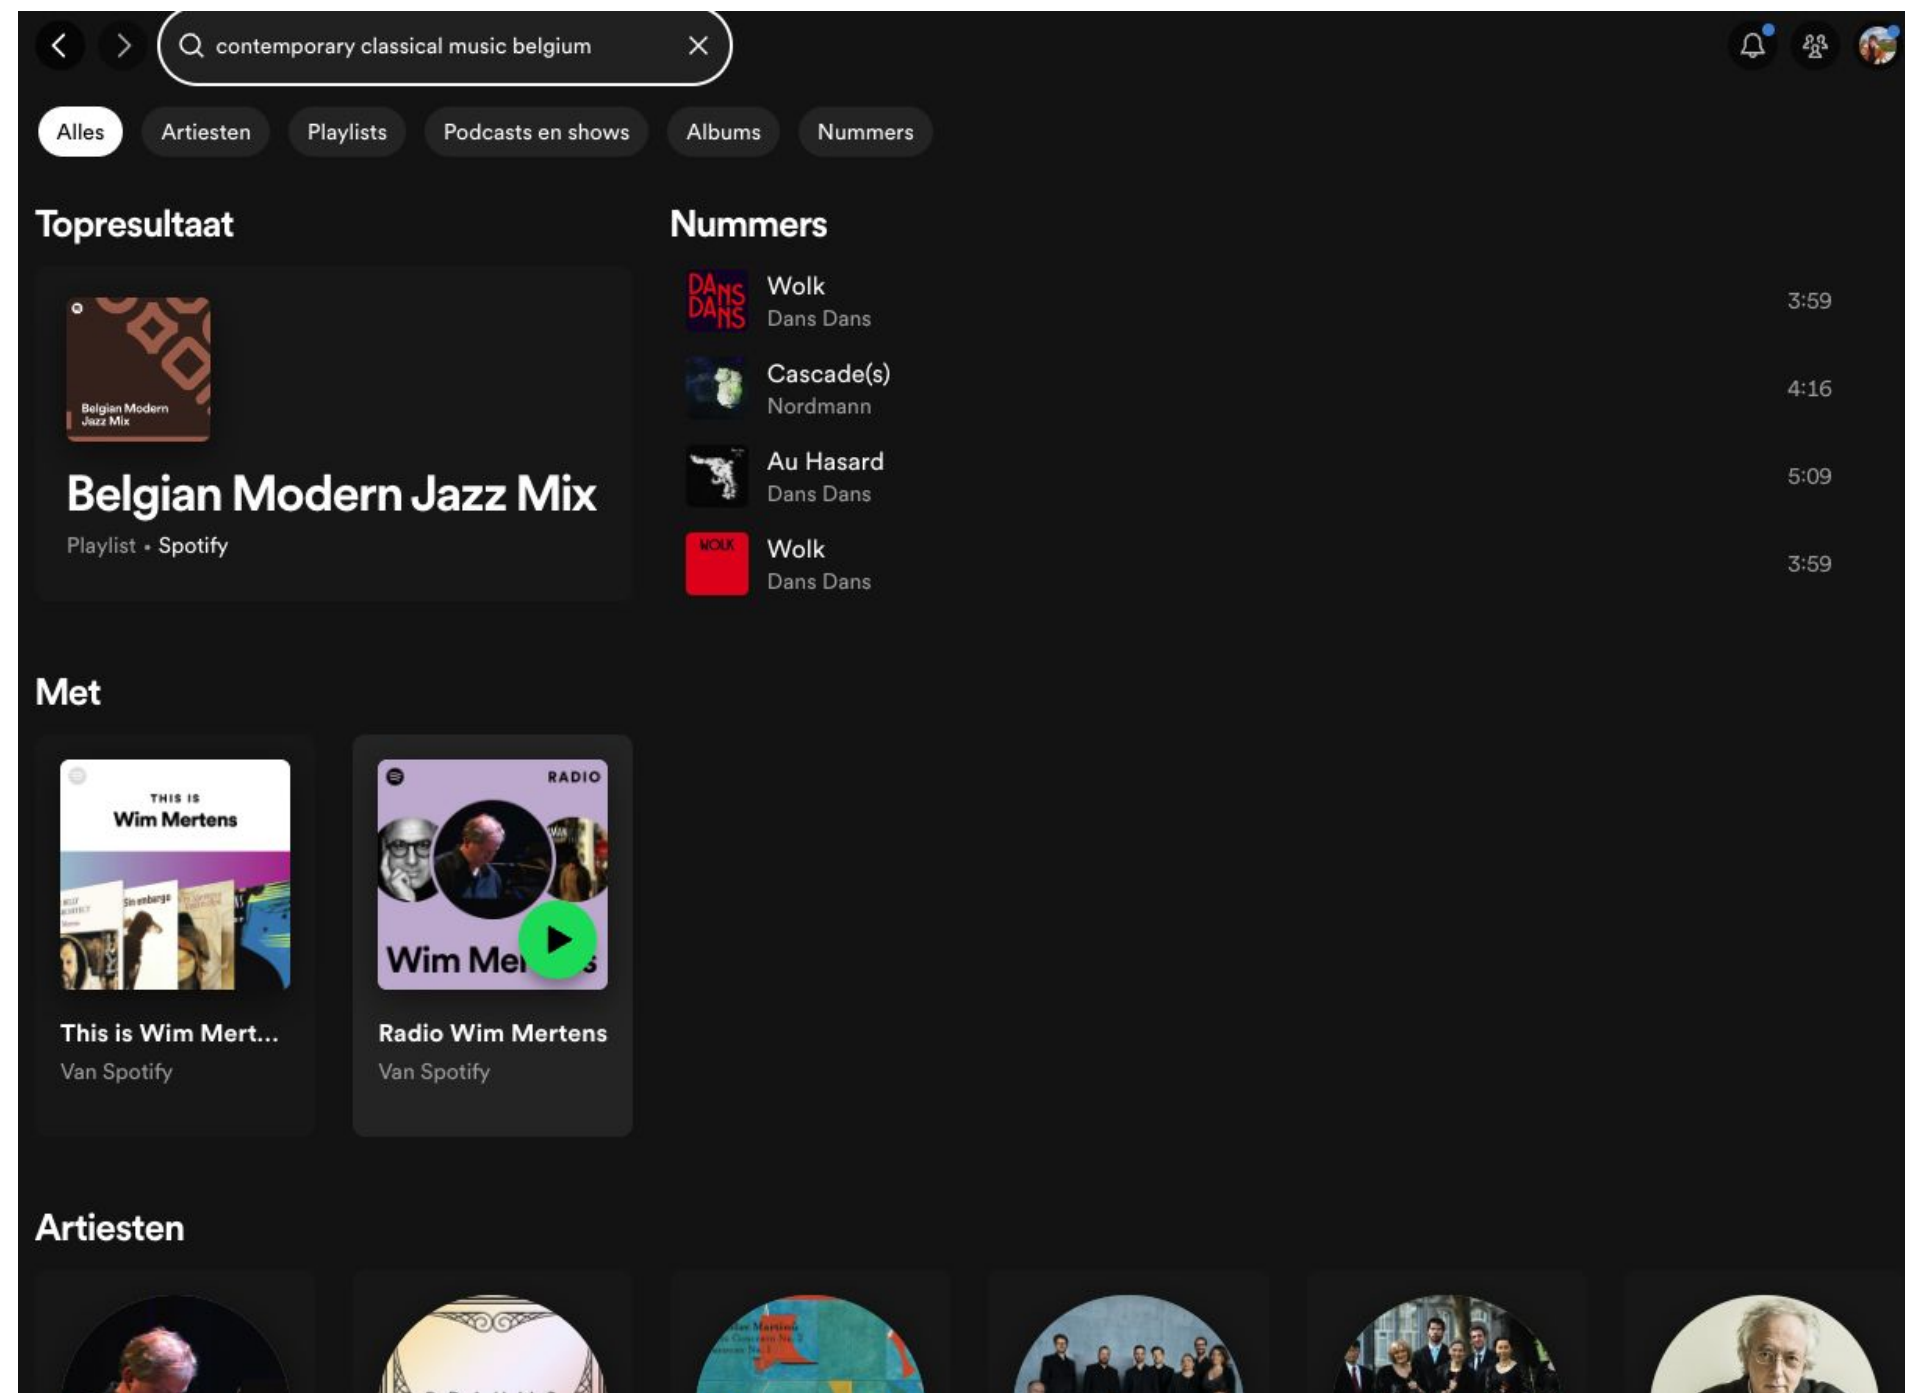 contemporary classical music belgium
Alles Artiesten Playlists Podcasts en shows Albums Nummers
Topresultaat
Belgian Modern
Jazz Mix
Belgian Modern Jazz Mix
Playlist • Spotify
Nummers
DANS
DANS
Wolk
Dans Dans
3:59
Cascade(s)
Nordmann
4:16
Au Hasard
Dans Dans
5:09
WOLK
Wolk
Dans Dans
3:59
Met
THIS IS
Wim Mertens
Sin embargo
This is Wim Mert...
Van Spotify
RADIO
Wim Me
Radio Wim Mertens
Van Spotify
Artiesten